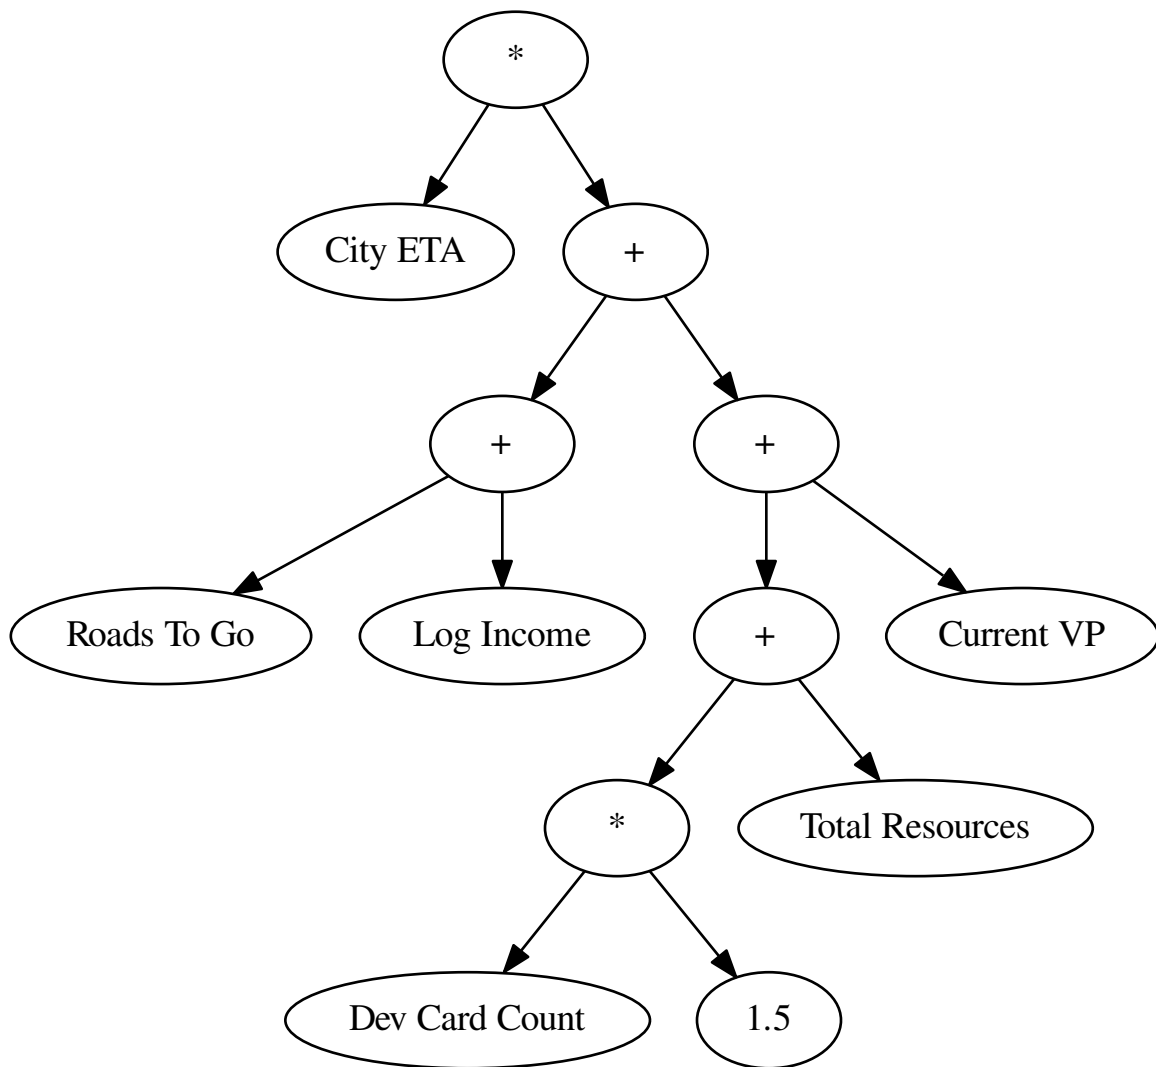 *
City ETA
+
+
+
Roads To Go
Log Income
+
Current VP
*
Total Resources
Dev Card Count
1.5